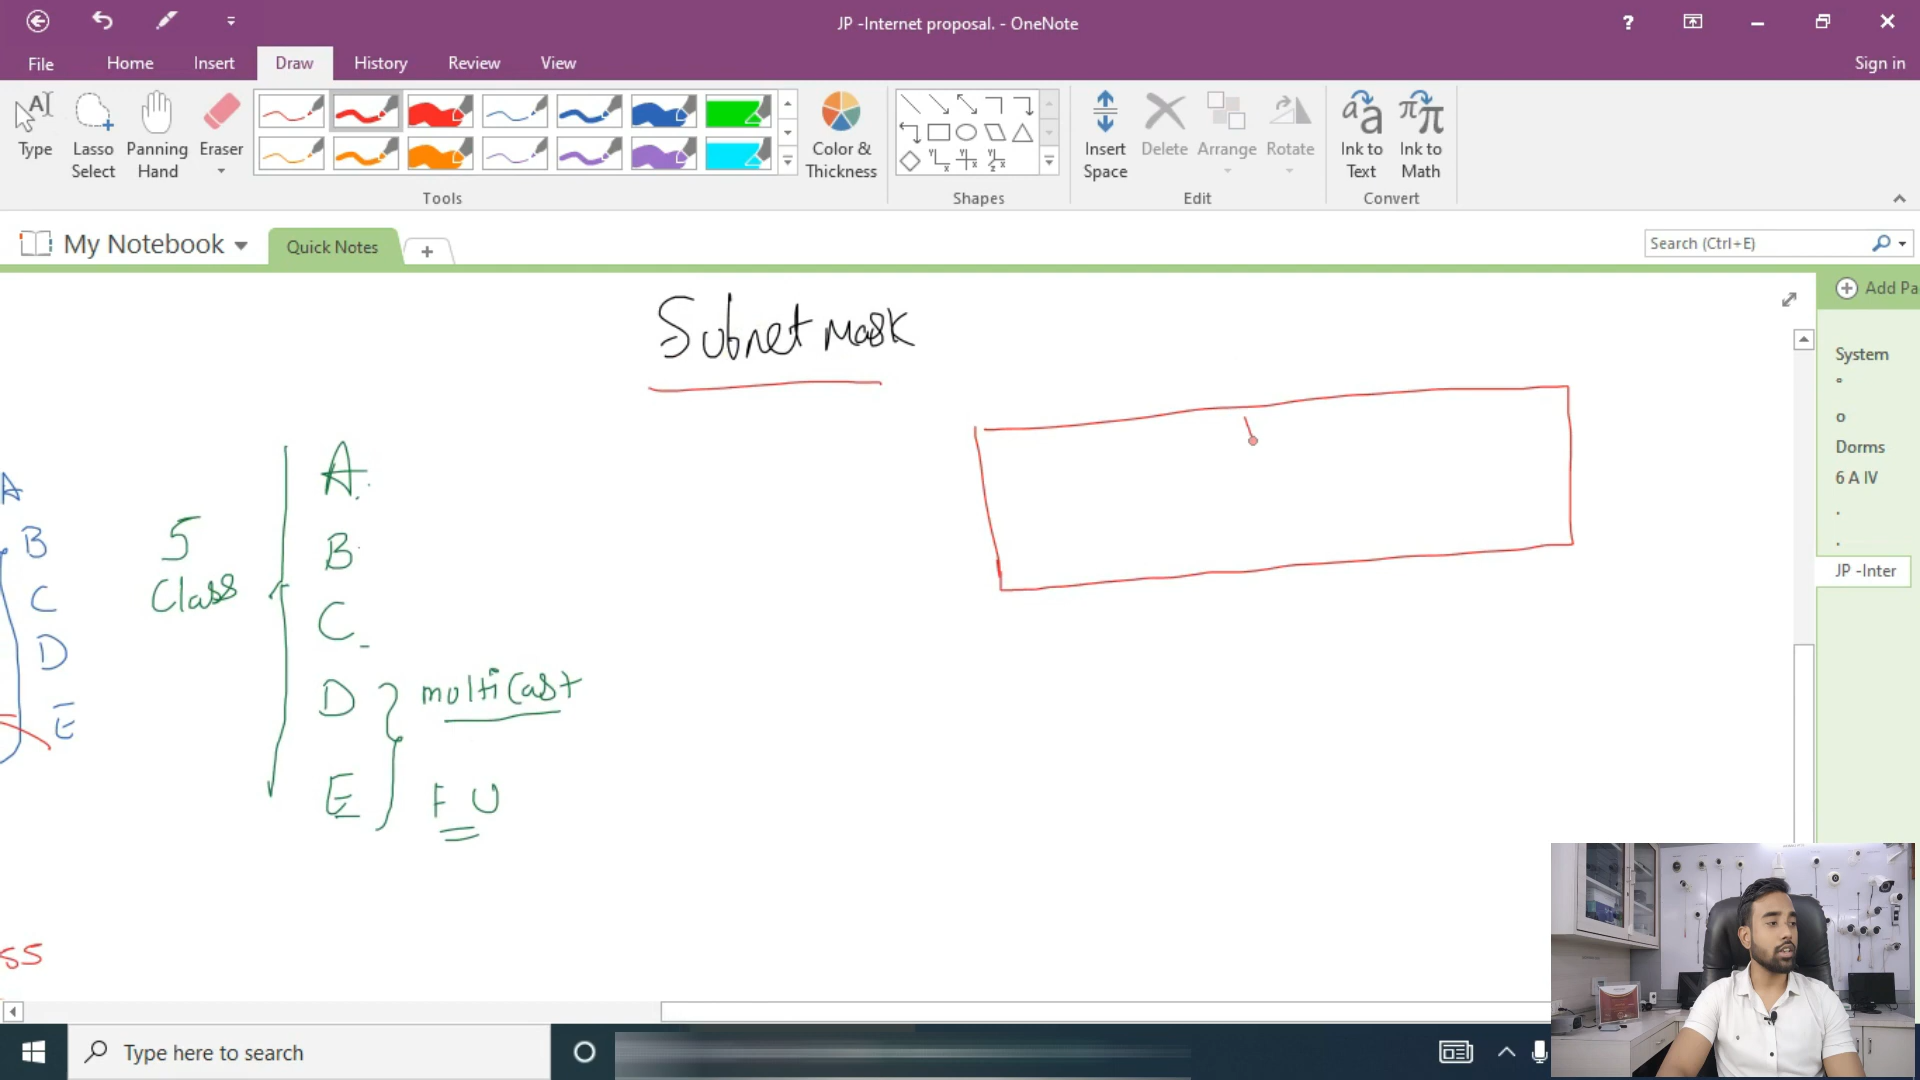 JP -Internet proposal. - OneNote
?
File
Home
Insert
Draw
History
Review
View
Sign in
Type
Lasso Select
Panning Hand
Eraser
Color & Thickness
Insert Space
Delete
Arrange
Rotate
Ink to Text
Ink to Math
Tools
Shapes
Edit
Convert
My Notebook
Quick Notes
+
Search (Ctrl+E)
Add Pa
Subnet mask
System
o
Dorms
6 A IV
.
.
JP -Inter
A
B
C
D
E
5
Class
A
B
C
D
E
multicast
F U
ss
Type here to search